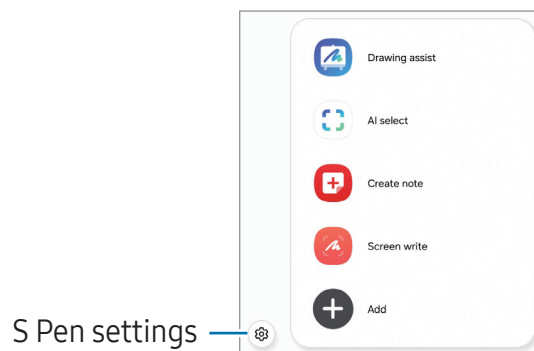 Drawing assist
AI select
Create note
Screen write
Add
S Pen settings